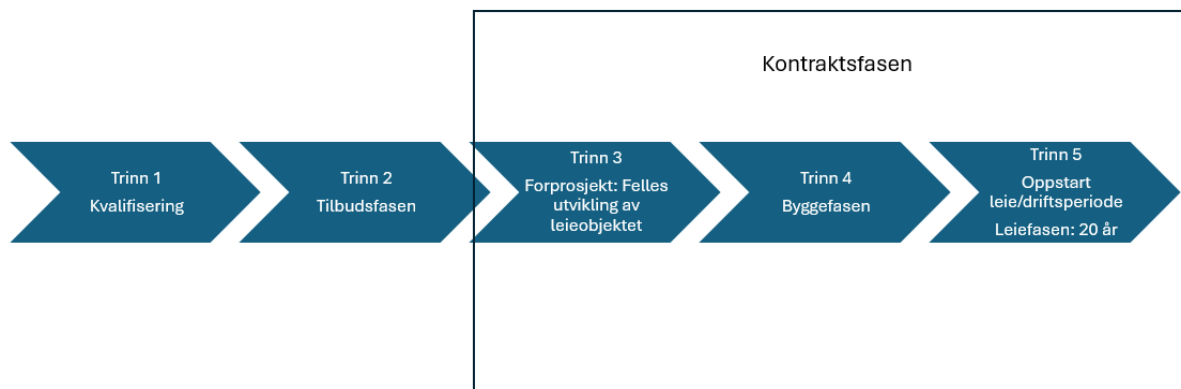 Kontraktsfasen
Trinn 1
Kvalifisering
Trinn 2
Tilbudsfasen
Trinn 3
Forprosjekt: Felles
utvikling av
leieobjektet
Trinn 4
Byggefasen
Trinn 5
Oppstart
leie/driftsperiode
Leiefasen: 20 år